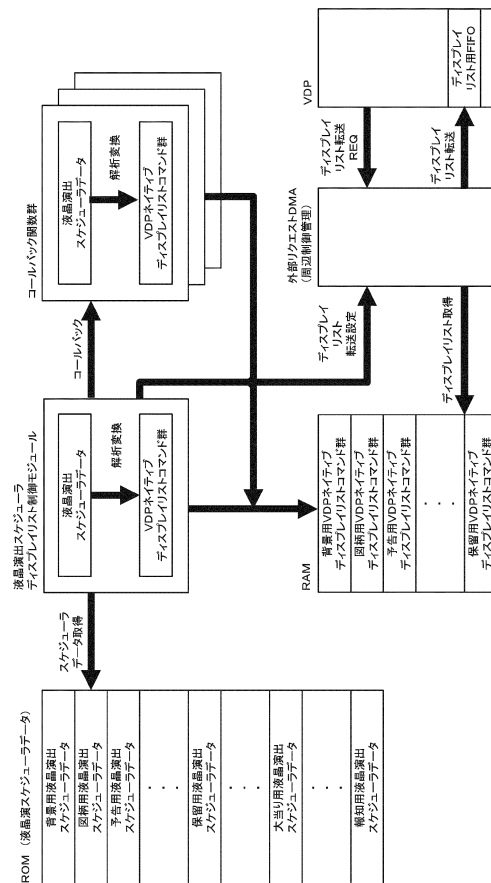 ROM（液晶演スケジューラデータ）
背景用液晶演出
スケジューラデータ
図柄用液晶演出
スケジューラデータ
予告用液晶演出
スケジューラデータ
・・・
保留用液晶演出
スケジューラデータ
・・・
大当り用液晶演出
スケジューラデータ
・・・
報知用液晶演出
スケジューラデータ
スケジューラ
データ取得
液晶演出スケジューラ
ディスプレイリスト制御モジュール
液晶演出
スケジューラデータ
解析変換
VDPネイティブ
ディスプレイリストコマンド群
コールバック
コールバック関数群
液晶演出
スケジューラデータ
解析変換
VDPネイティブ
ディスプレイリストコマンド群
RAM
背景用VDPネイティブ
ディスプレイリストコマンド群
図柄用VDPネイティブ
ディスプレイリストコマンド群
予告用VDPネイティブ
ディスプレイリストコマンド群
・・・
保留用VDPネイティブ
ディスプレイリストコマンド群
ディスプレイ
リスト
転送設定
ディスプレイリスト取得
外部リクエストDMA
（周辺制御管理）
ディスプレイ
リスト転送
REQ
ディスプレイ
リスト転送
VDP
ディスプレイ
リスト用FIFO